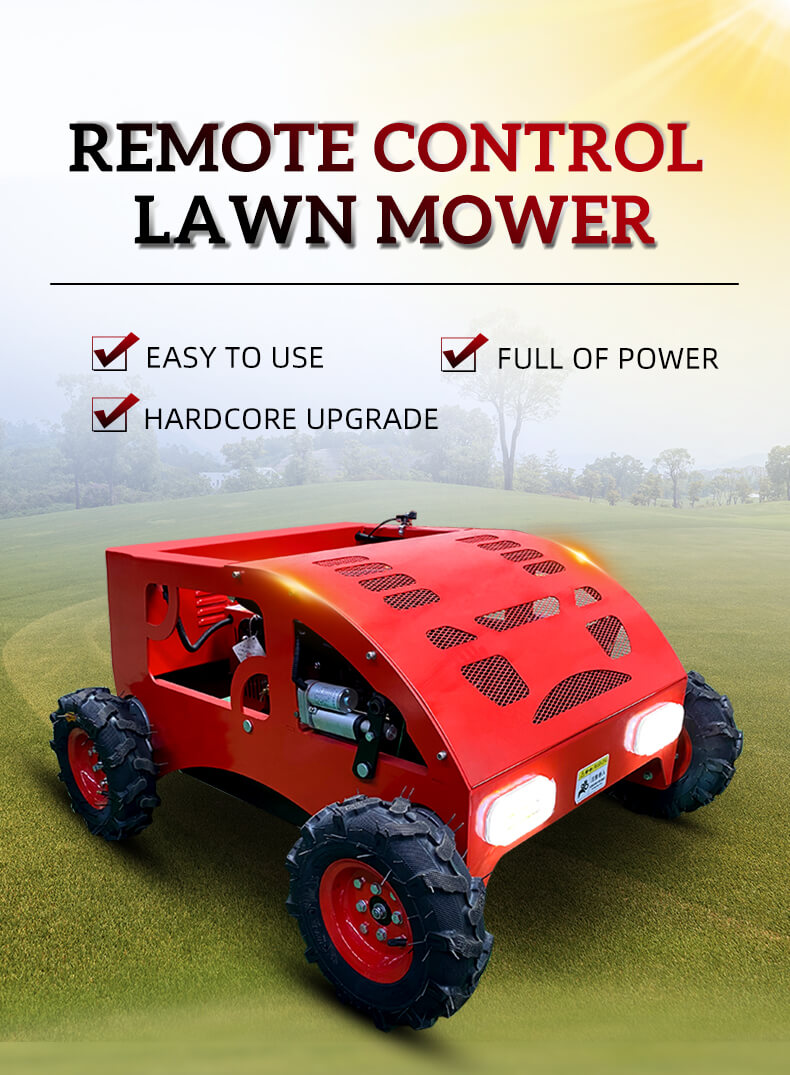 REMOTE CONTROL
LAWN MOWER
EASY TO USE
FULL OF POWER
HARDCORE UPGRADE